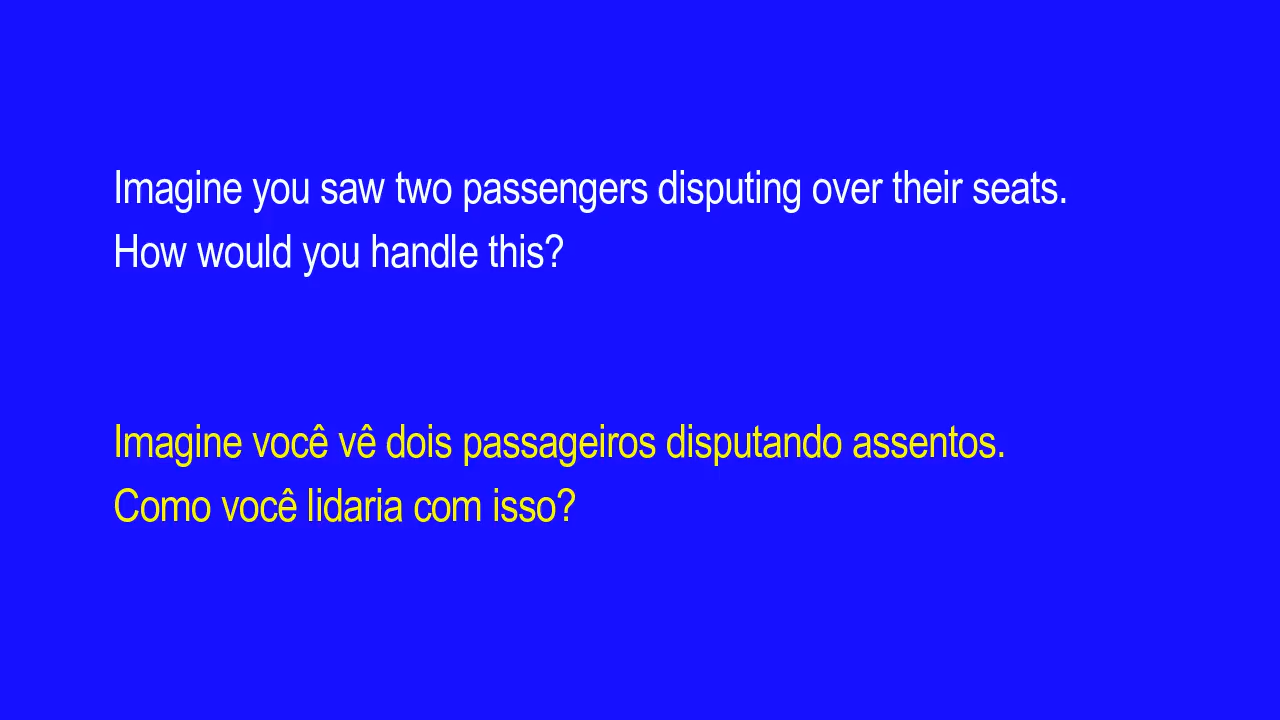 Imagine you saw two passengers disputing over their seats.
How would you handle this?
Imagine você vê dois passageiros disputando assentos.
Como você lidaria com isso?